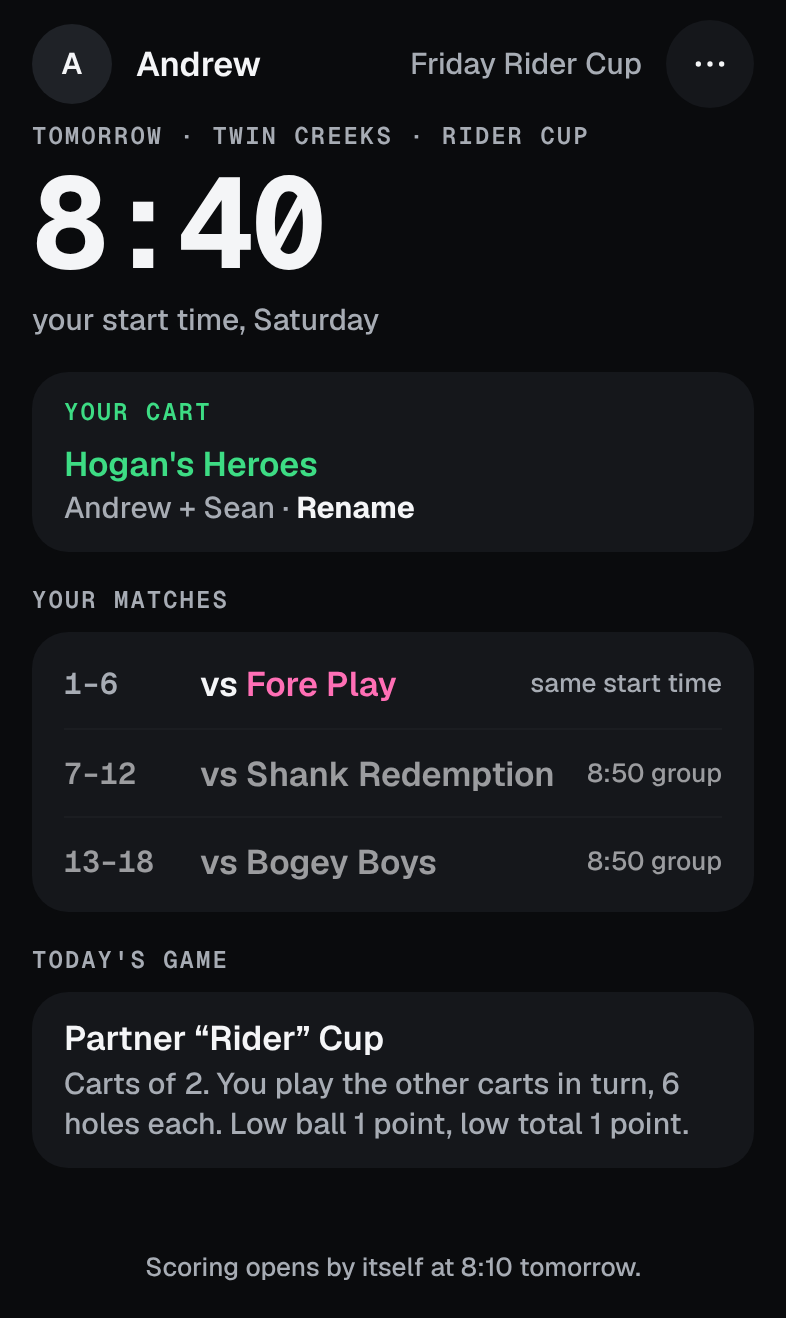 A Andrew Friday Rider Cup ...
TOMORROW · TWIN CREEKS · RIDER CUP
8:40
your start time, Saturday
YOUR CART
Hogan's Heroes
Andrew + Sean · Rename
YOUR MATCHES
1–6 vs Fore Play same start time
7–12 vs Shank Redemption 8:50 group
13–18 vs Bogey Boys 8:50 group
TODAY'S GAME
Partner “Rider” Cup
Carts of 2. You play the other carts in turn, 6
holes each. Low ball 1 point, low total 1 point.
Scoring opens by itself at 8:10 tomorrow.